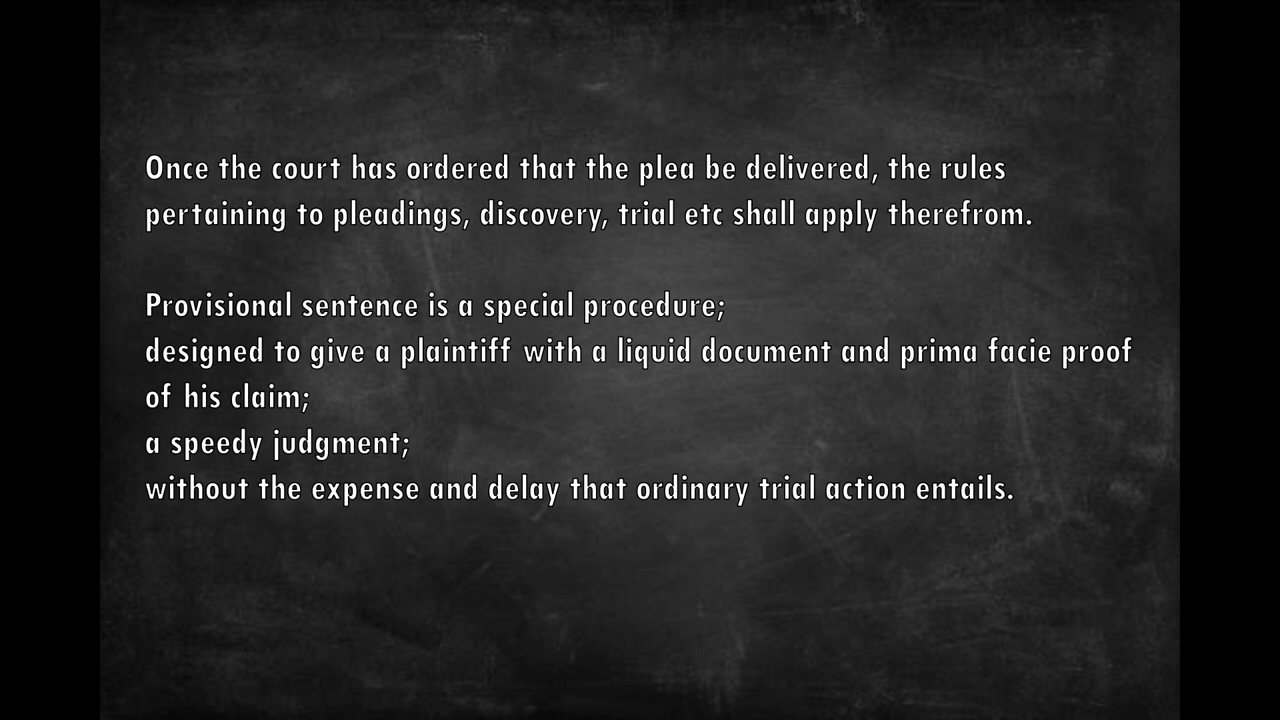 Once the court has ordered that the plea be delivered, the rules
pertaining to pleadings, discovery, trial etc shall apply therefrom.
Provisional sentence is a special procedure;
designed to give a plaintiff with a liquid document and prima facie proof
of his claim;
a speedy judgment;
without the expense and delay that ordinary trial action entails.